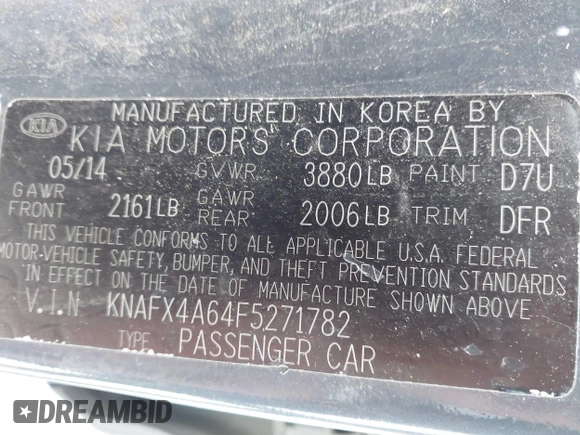 MANUFACTURED IN KOREA BY
KIA KIA MOTORS CORPORATION
05/14 GVWR 3880LB PAINT D7U
GAWR FRONT 2161LB GAWR REAR 2006LB TRIM DFR
THIS VEHICLE CONFORMS TO ALL APPLICABLE U.S.A. FEDERAL
MOTOR-VEHICLE SAFETY, BUMPER, AND THEFT PREVENTION STANDARDS
IN EFFECT ON THE DATE OF MANUFACTURE SHOWN ABOVE
V.I.N KNAFX4A64F5271782
TYPE PASSENGER CAR
DREAMBID